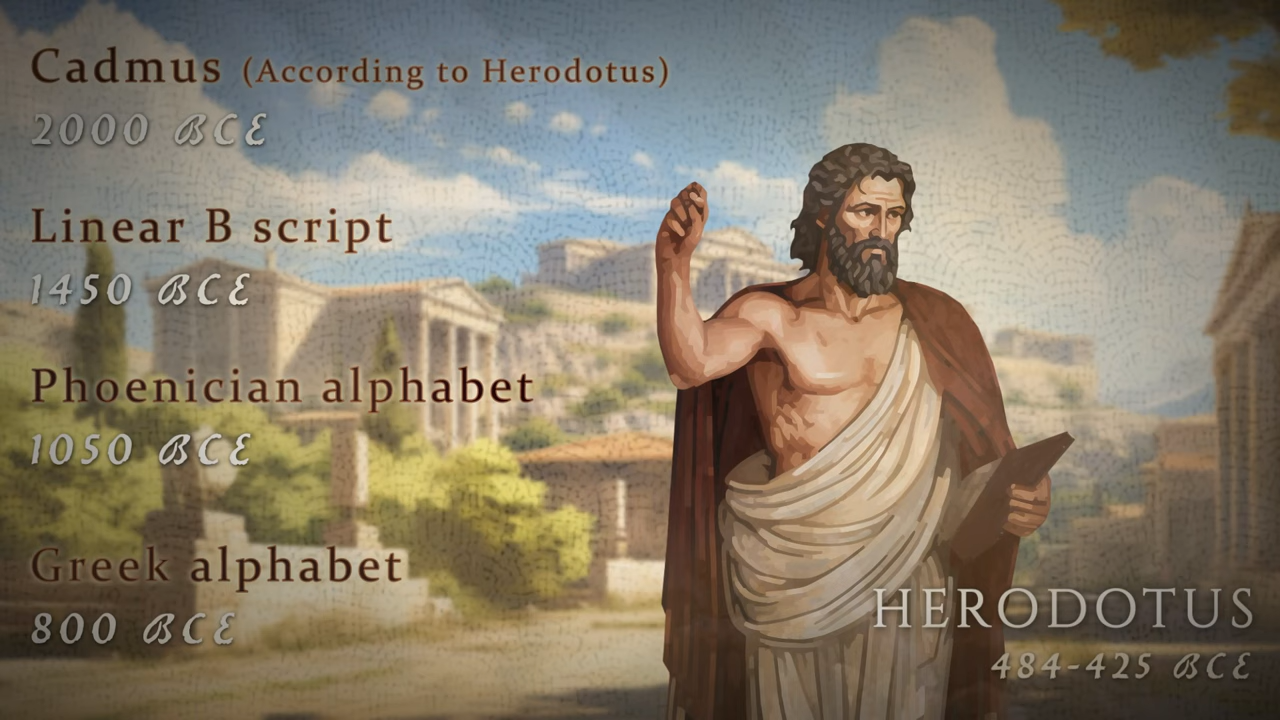 Cadmus (According to Herodotus)
2000 BCE
Linear B script
1450 BCE
Phoenician alphabet
1050 BCE
Greek alphabet
800 BCE
HERODOTUS
484-425 BCE